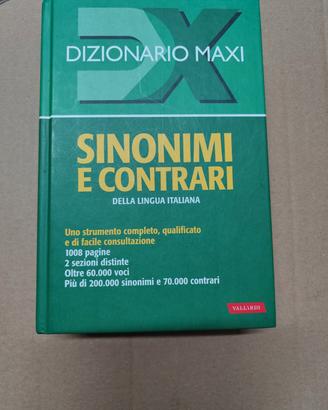 DX
DIZIONARIO MAXI
SINONIMI
E CONTRARI
DELLA LINGUA ITALIANA
Uno strumento completo, qualificato
e di facile consultazione
1008 pagine
2 sezioni distinte
Oltre 60.000 voci
Più di 200.000 sinonimi e 70.000 contrari
VALLARDI